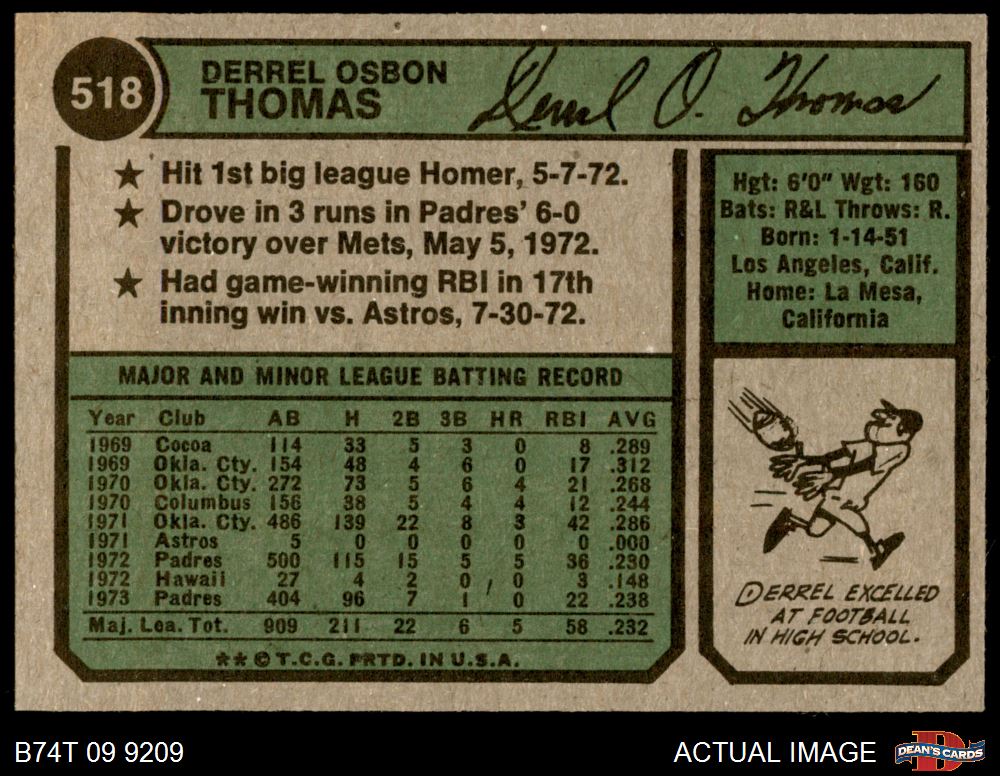 518
DERREL OSBON
THOMAS
Derrel O. Thomas
★ Hit 1st big league Homer, 5-7-72.
★ Drove in 3 runs in Padres' 6-0
victory over Mets, May 5, 1972.
★ Had game-winning RBI in 17th
inning win vs. Astros, 7-30-72.
Hgt: 6'0" Wgt: 160
Bats: R&L Throws: R.
Born: 1-14-51
Los Angeles, Calif.
Home: La Mesa,
California
MAJOR AND MINOR LEAGUE BATTING RECORD
Year Club AB H 2B 3B HR RBI AVG
1969 Cocoa 114 33 5 3 0 8 .289
1969 Okla. Cty. 154 48 4 6 0 17 .312
1970 Okla. Cty. 272 73 5 6 4 21 .268
1970 Columbus 156 38 5 4 4 12 .244
1971 Okla. Cty. 486 139 22 8 3 42 .286
1971 Astros 5 0 0 0 0 0 .000
1972 Padres 500 115 15 5 5 36 .230
1972 Hawaii 27 4 2 0 0 3 .148
1973 Padres 404 96 7 1 0 22 .238
Maj. Lea. Tot. 909 211 22 6 5 58 .232
★★ © T.C.G. PRTD. IN U.S.A.
DERREL EXCELLED
AT FOOTBALL
IN HIGH SCHOOL.
B74T 09 9209
ACTUAL IMAGE
DEAN'S CARDS